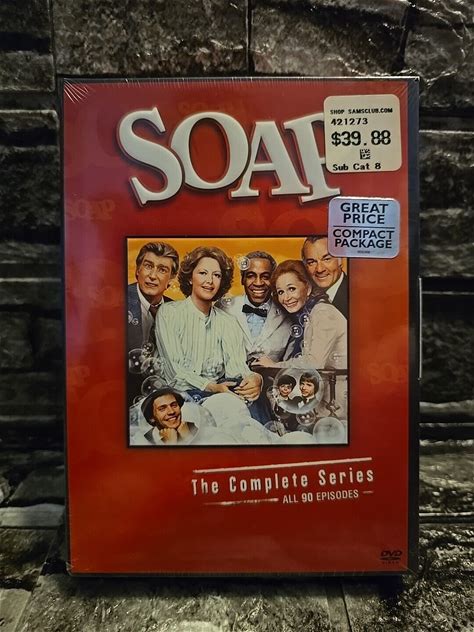 SHOP SAMSCLUB.COM
421273
$39.88
Sub Cat 8
SOAP
GREAT
PRICE
COMPACT
PACKAGE
The Complete Series
ALL 90 EPISODES
DVD
VIDEO